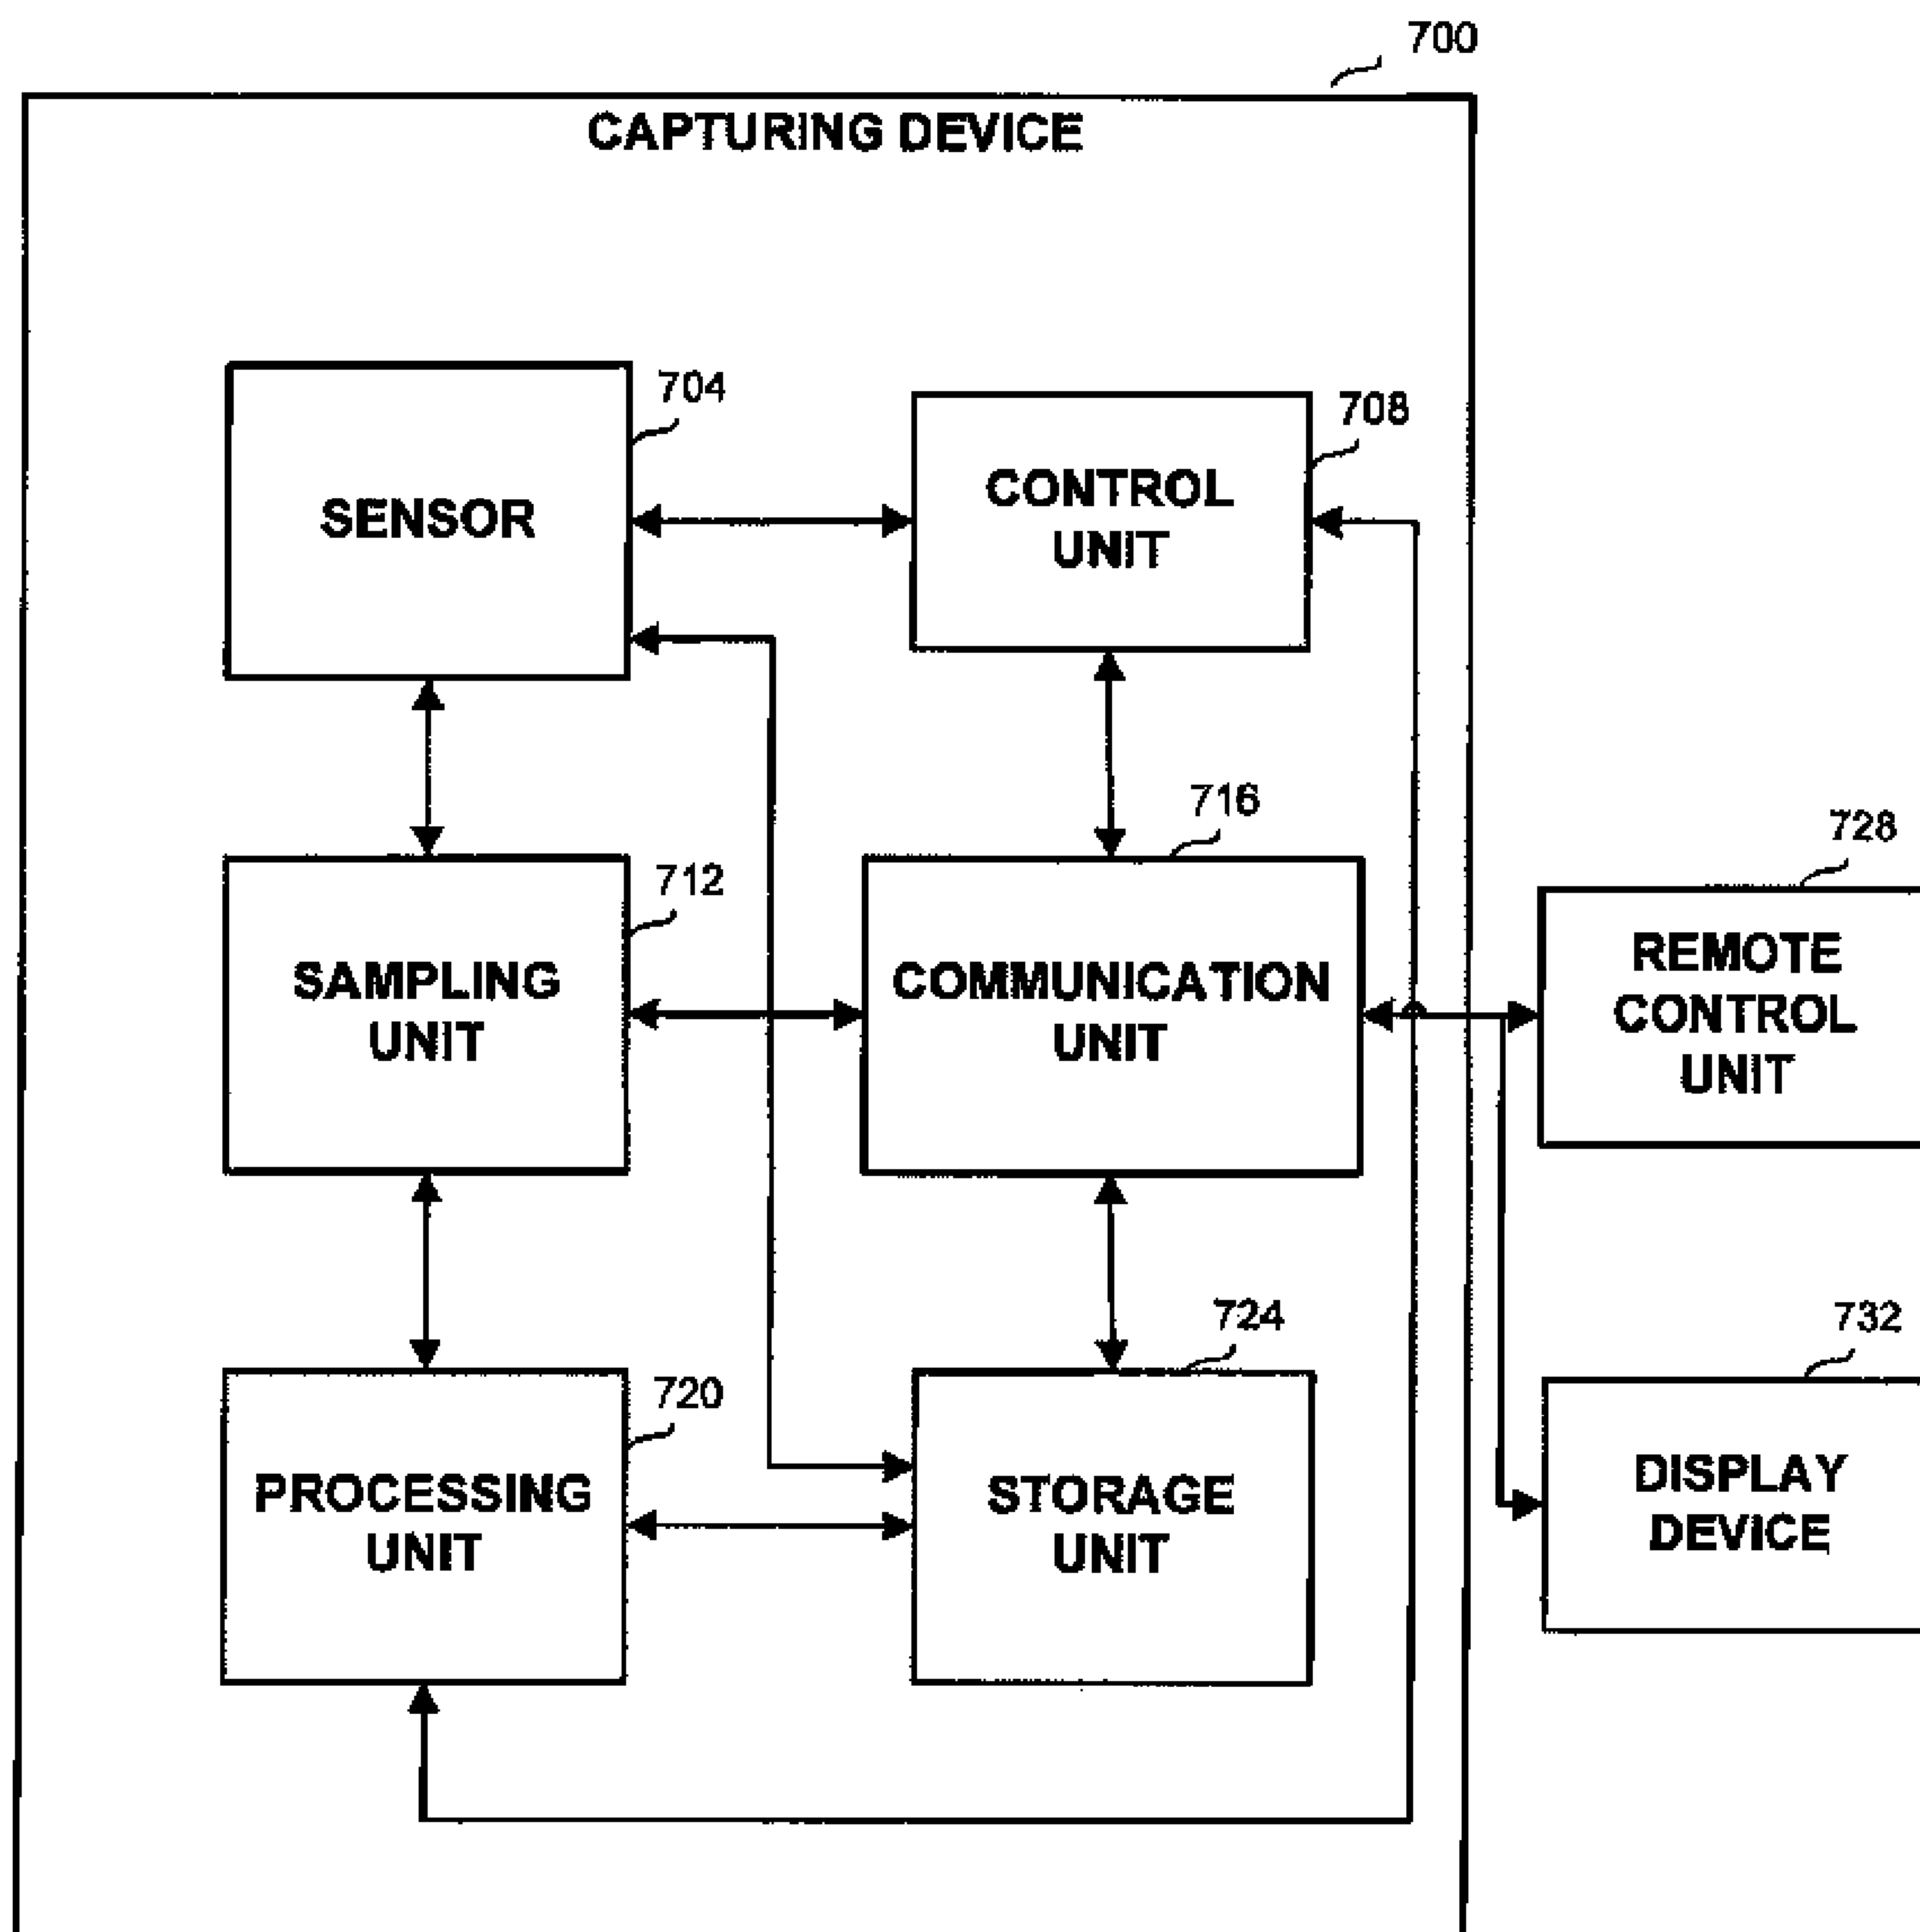 700
CAPTURING DEVICE
704
SENSOR
708
CONTROL
UNIT
712
SAMPLING
UNIT
716
COMMUNICATION
UNIT
728
REMOTE
CONTROL
UNIT
720
PROCESSING
UNIT
724
STORAGE
UNIT
732
DISPLAY
DEVICE